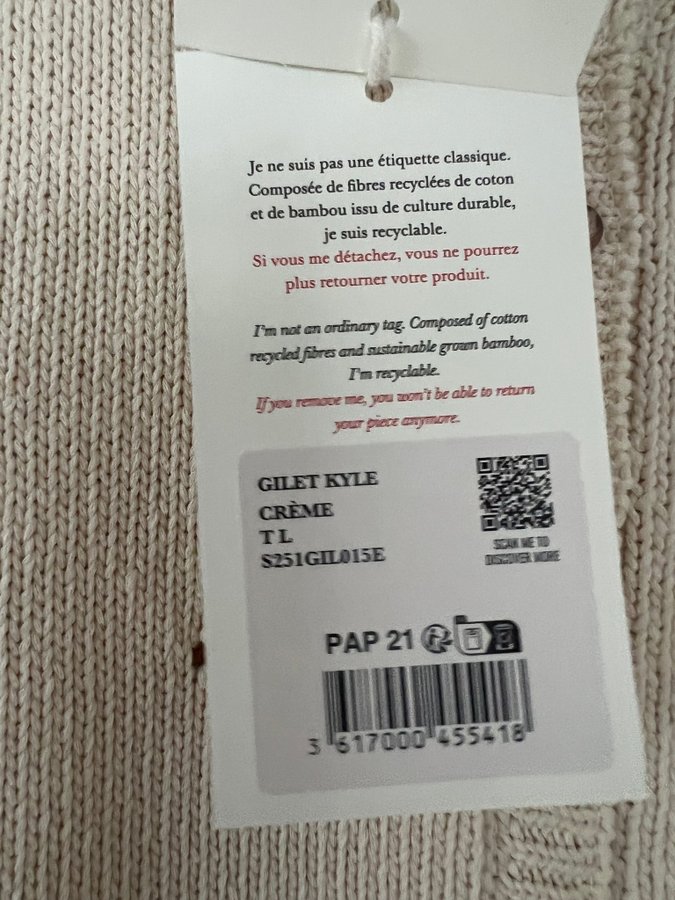 Je ne suis pas une étiquette classique.
Composée de fibres recyclées de coton
et de bambou issu de culture durable,
je suis recyclable.
Si vous me détachez, vous ne pourrez
plus retourner votre produit.
I'm not an ordinary tag. Composed of cotton
recycled fibres and sustainable grown bamboo,
I'm recyclable.
If you remove me, you won't be able to return
your piece anymore.
GILET KYLE
CRÈME
T L
S251GIL015E
SCAN ME TO
DISCOVER MORE
PAP 21
3 617000 455418